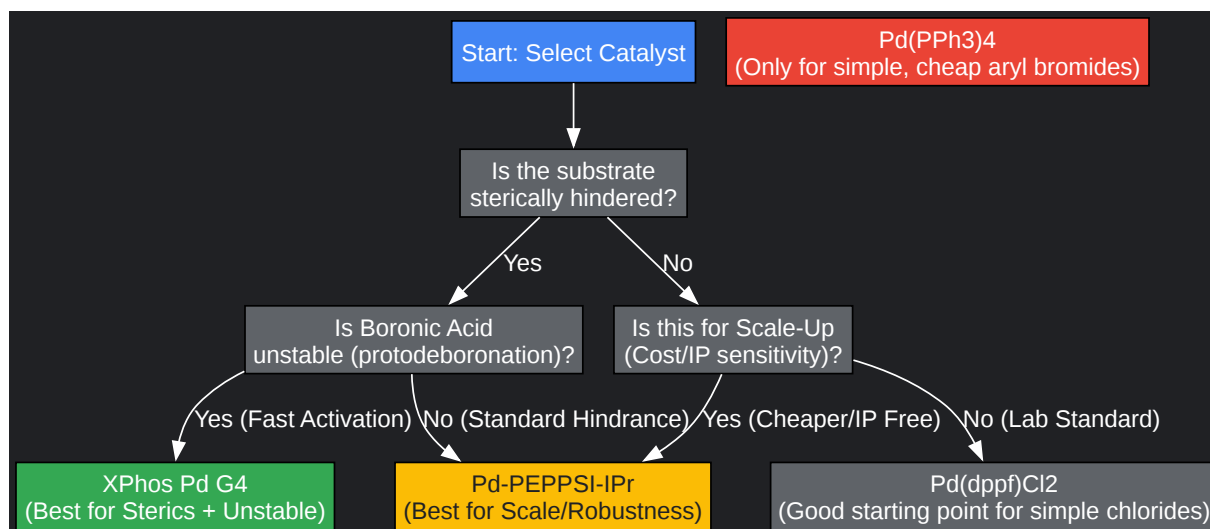 Start: Select Catalyst
Pd(PPh3)4
(Only for simple, cheap aryl bromides)
Is the substrate
sterically hindered?
Yes
No
Is Boronic Acid
unstable (protodeboronation)?
Is this for Scale-Up
(Cost/IP sensitivity)?
Yes (Fast Activation)
No (Standard Hindrance)
Yes (Cheaper/IP Free)
No (Lab Standard)
XPhos Pd G4
(Best for Sterics + Unstable)
Pd-PEPPSI-IPr
(Best for Scale/Robustness)
Pd(dppf)Cl2
(Good starting point for simple chlorides)